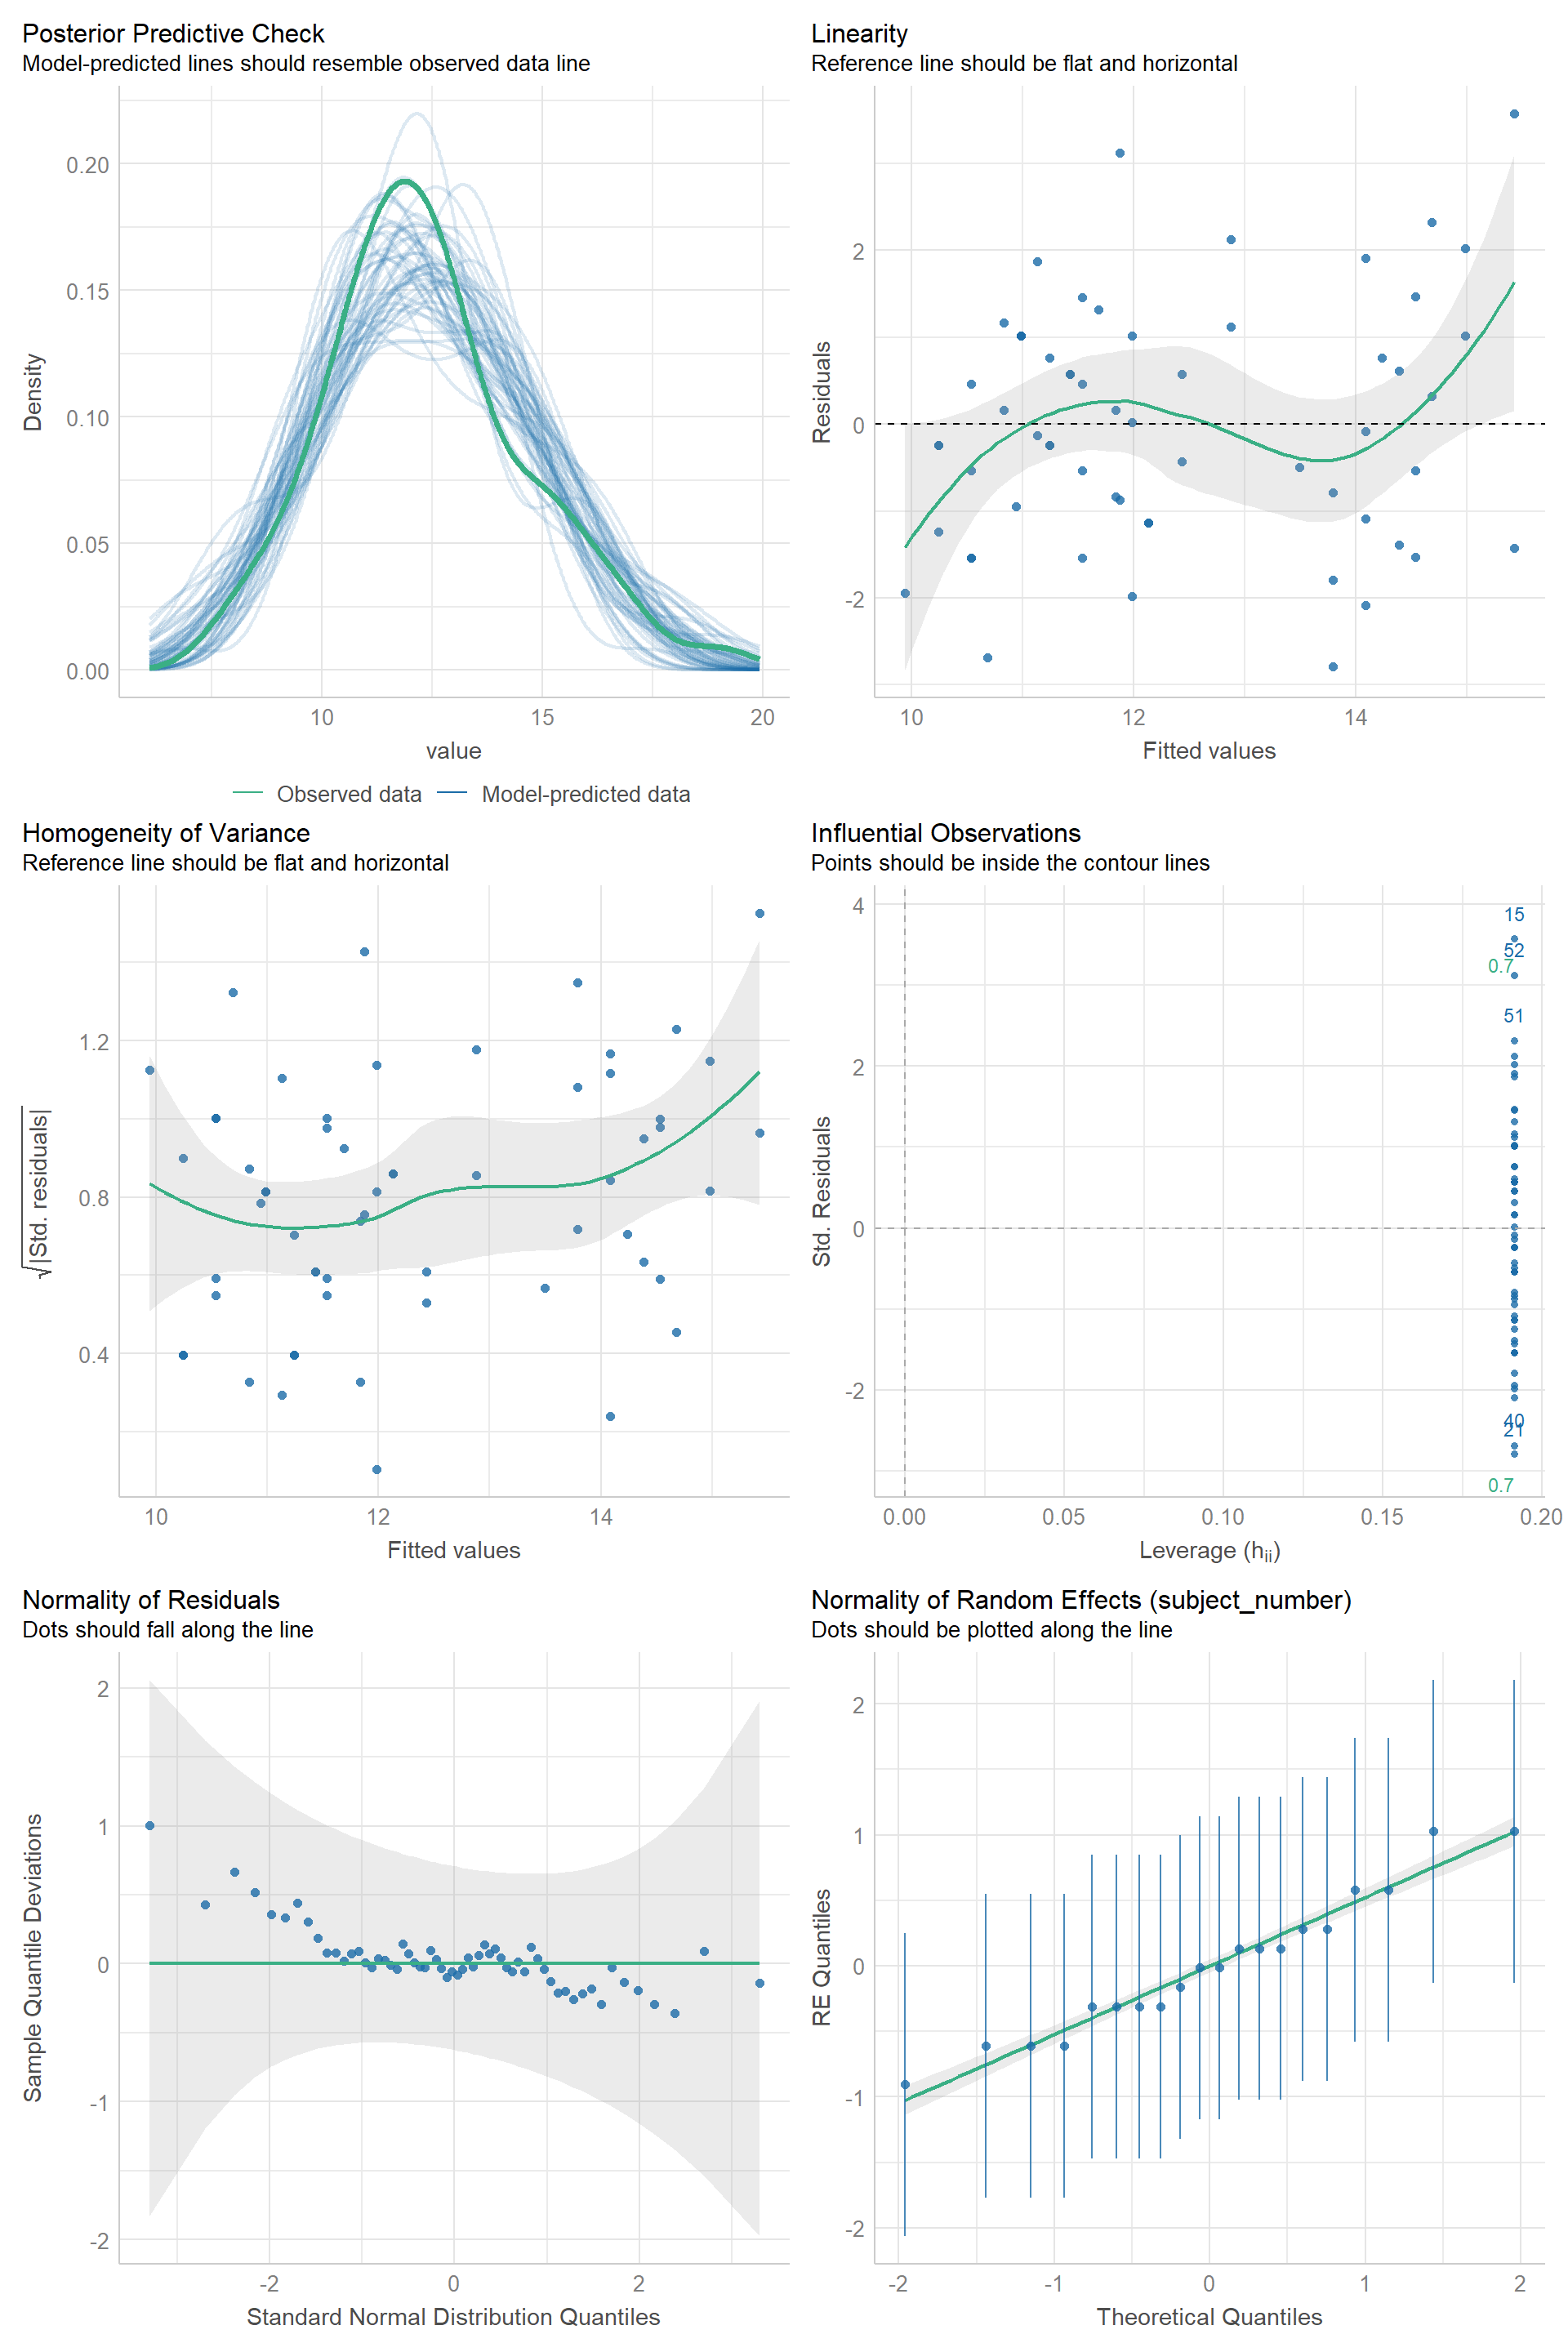 Posterior Predictive Check
Model-predicted lines should resemble observed data line
Density
0.20
0.15
0.10
0.05
0.00
10
15
20
value
Observed data
Model-predicted data
Linearity
Reference line should be flat and horizontal
Residuals
2
0
-2
10
12
14
Fitted values
Homogeneity of Variance
Reference line should be flat and horizontal
√|Std. residuals|
1.2
0.8
0.4
10
12
14
Fitted values
Influential Observations
Points should be inside the contour lines
Std. Residuals
4
2
0
-2
15
52
0.7
51
40
21
0.7
0.00
0.05
0.10
0.15
0.20
Leverage (hᵢᵢ)
Normality of Residuals
Dots should fall along the line
Sample Quantile Deviations
2
1
0
-1
-2
-2
0
2
Standard Normal Distribution Quantiles
Normality of Random Effects (subject_number)
Dots should be plotted along the line
RE Quantiles
2
1
0
-1
-2
-2
-1
0
1
2
Theoretical Quantiles